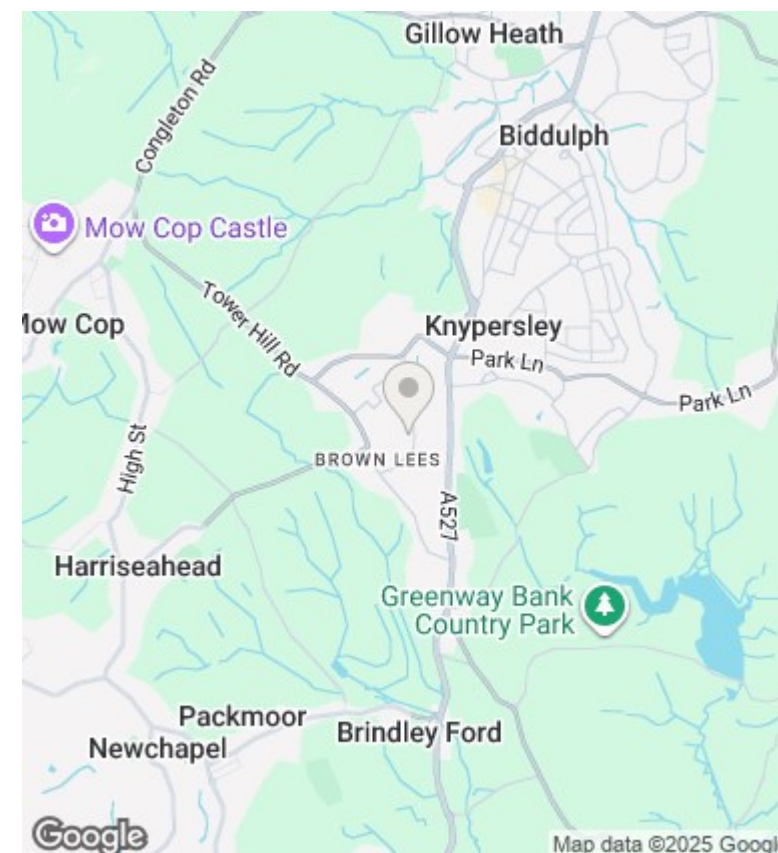 Gillow Heath
Congleton Rd
Biddulph
Mow Cop Castle
Tower Hill Rd
Mow Cop
Knypersley
Park Ln
Park Ln
High St
BROWN LEES
A527
Harriseahead
Greenway Bank
Country Park
Packmoor
Newchapel
Brindley Ford
Google
Map data ©2025 Google